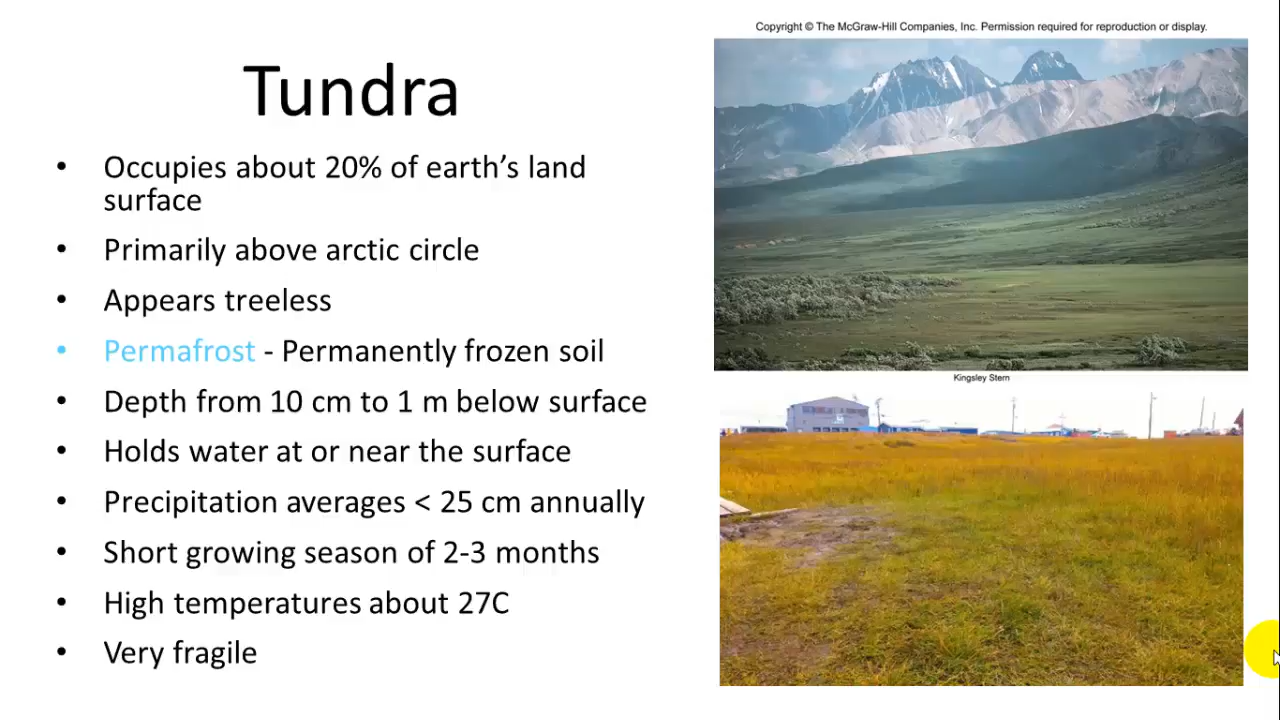 Copyright © The McGraw-Hill Companies, Inc. Permission required for reproduction or display.
Tundra
• Occupies about 20% of earth’s land
surface
• Primarily above arctic circle
• Appears treeless
• Permafrost - Permanently frozen soil
• Depth from 10 cm to 1 m below surface
• Holds water at or near the surface
• Precipitation averages < 25 cm annually
• Short growing season of 2-3 months
• High temperatures about 27C
• Very fragile
Kingsley Stern